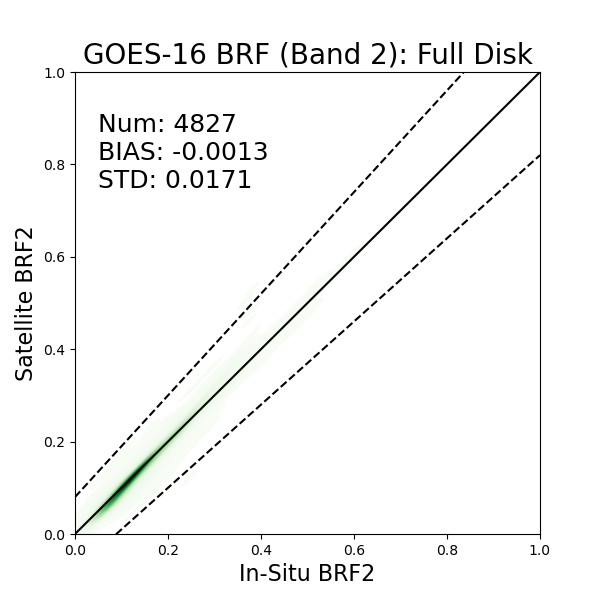 GOES-16 BRF (Band 2): Full Disk
Num: 4827
BIAS: -0.0013
STD: 0.0171
Satellite BRF2
1.0
0.8
0.6
0.4
0.2
0.0
0.0 0.2 0.4 0.6 0.8 1.0
In-Situ BRF2